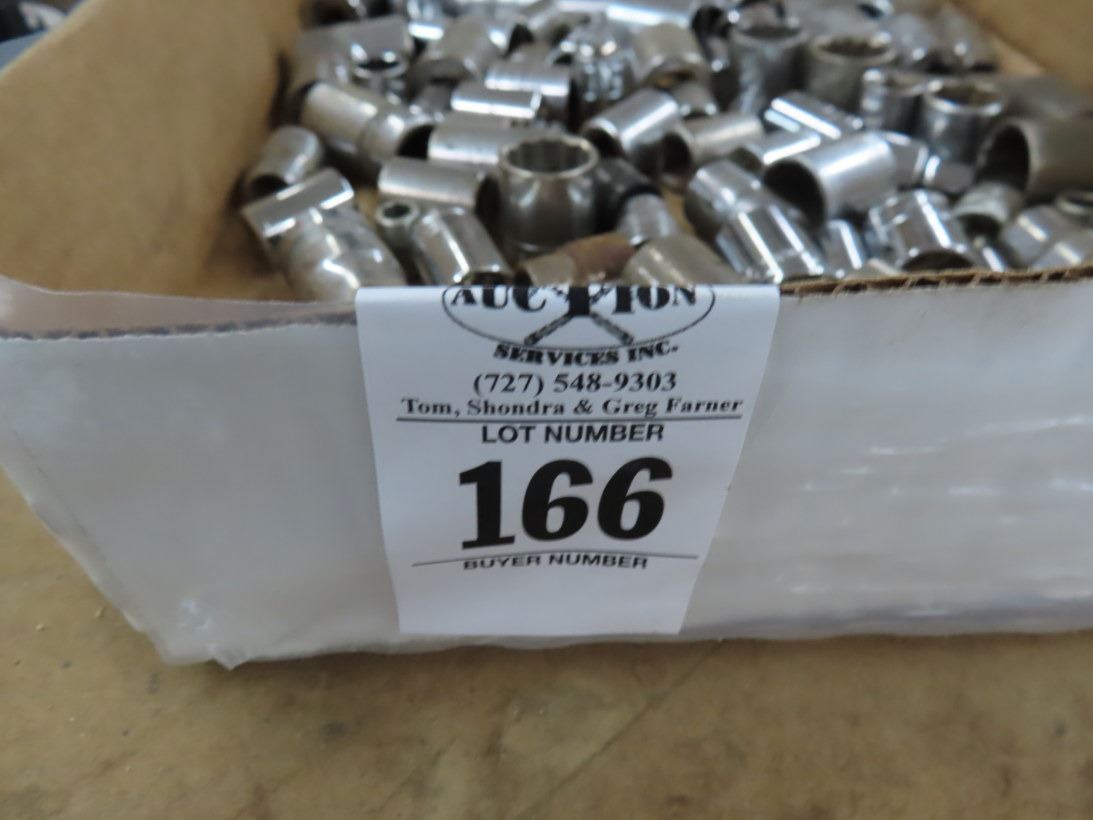 AUCTION
SERVICES INC.
(727) 548-9303
Tom, Shondra & Greg Farner
LOT NUMBER
166
BUYER NUMBER